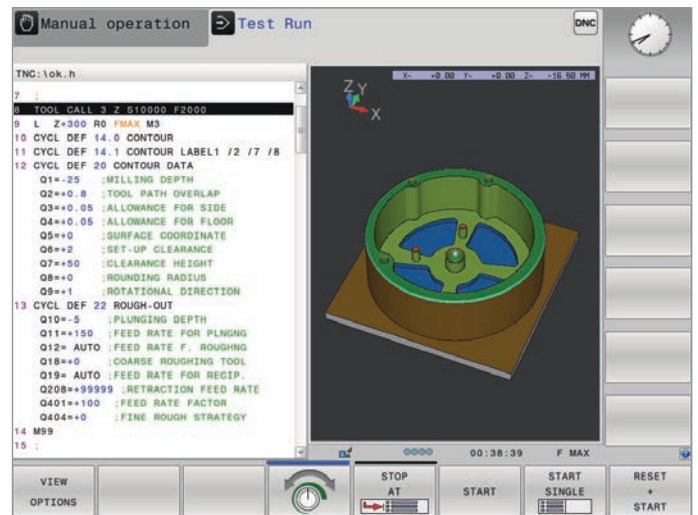 Manual operation
Test Run
DNC
TNC:\ok.h
7 ;
8 TOOL CALL 3 Z S10000 F2000
9 L Z+300 R0 FMAX M3
10 CYCL DEF 14.0 CONTOUR
11 CYCL DEF 14.1 CONTOUR LABEL1 /2 /7 /8
12 CYCL DEF 20 CONTOUR DATA
Q1=-25 ;MILLING DEPTH
Q2=+0.8 ;TOOL PATH OVERLAP
Q3=+0.05 ;ALLOWANCE FOR SIDE
Q4=+0.05 ;ALLOWANCE FOR FLOOR
Q5=+0 ;SURFACE COORDINATE
Q6=+2 ;SET-UP CLEARANCE
Q7=+50 ;CLEARANCE HEIGHT
Q8=+0 ;ROUNDING RADIUS
Q9=+1 ;ROTATIONAL DIRECTION
13 CYCL DEF 22 ROUGH-OUT
Q10=-5 ;PLUNGING DEPTH
Q11=+150 ;FEED RATE FOR PLNGNG
Q12= AUTO ;FEED RATE F. ROUGHNG
Q18=+0 ;COARSE ROUGHING TOOL
Q19= AUTO ;FEED RATE FOR RECIP.
Q208=+99999 ;RETRACTION FEED RATE
Q401=+100 ;FEED RATE FACTOR
Q404=+0 ;FINE ROUGH STRATEGY
14 M99
15 ;
X- +0.00 Y- +0.00 Z- -16.50 MM
Z Y
X
00:38:39 F MAX
VIEW
OPTIONS
STOP
AT
START
START
SINGLE
RESET
+
START